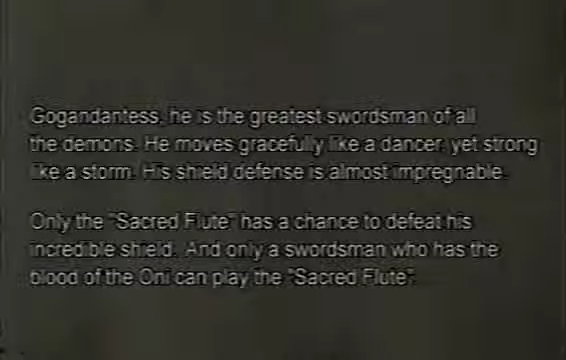 Gogandantess, he is the greatest swordsman of all
the demons. He moves gracefully like a dancer, yet strong
like a storm. His shield defense is almost impregnable.
Only the "Sacred Flute" has a chance to defeat his
incredible shield. And only a swordsman who has the
blood of the Oni can play the "Sacred Flute".